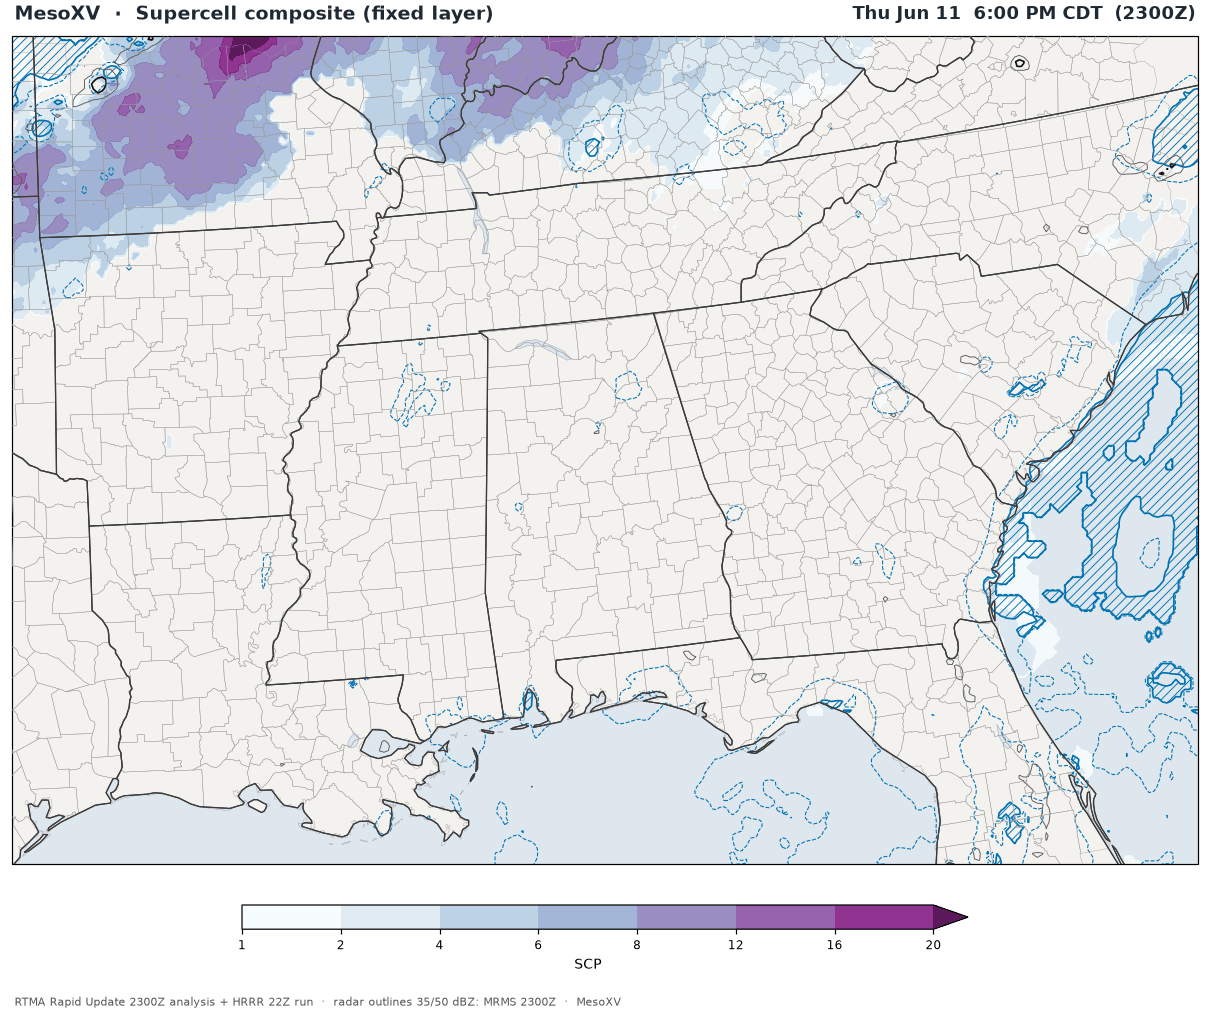 MesoXV · Supercell composite (fixed layer)
Thu Jun 11 6:00 PM CDT (2300Z)
1 2 4 6 8 12 16 20
SCP
RTMA Rapid Update 2300Z analysis + HRRR 22Z run · radar outlines 35/50 dBZ: MRMS 2300Z · MesoXV